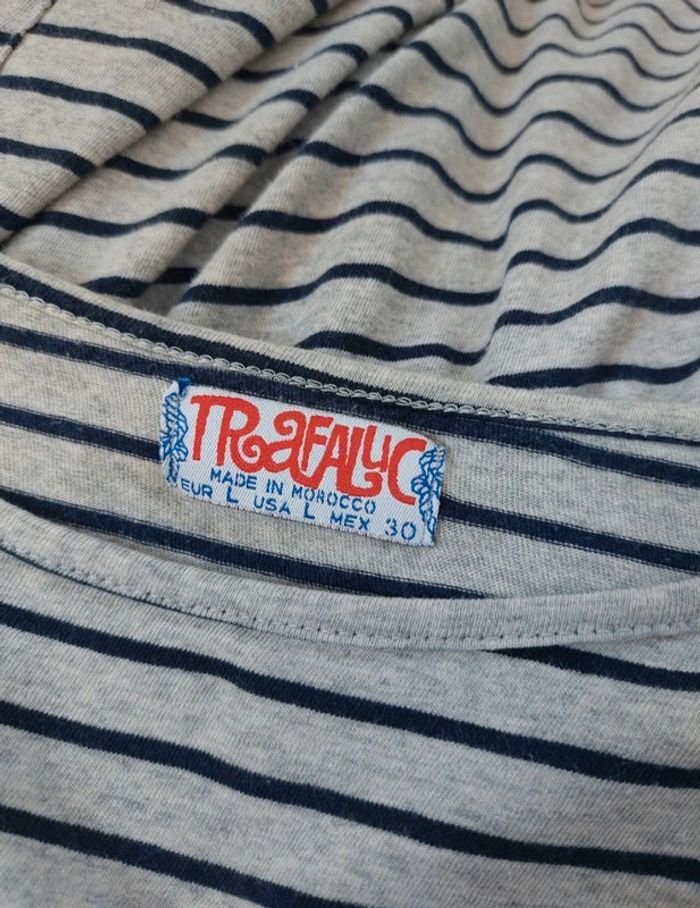 TRaFALuC
MADE IN MOROCCO
EUR L USA L MEX 30